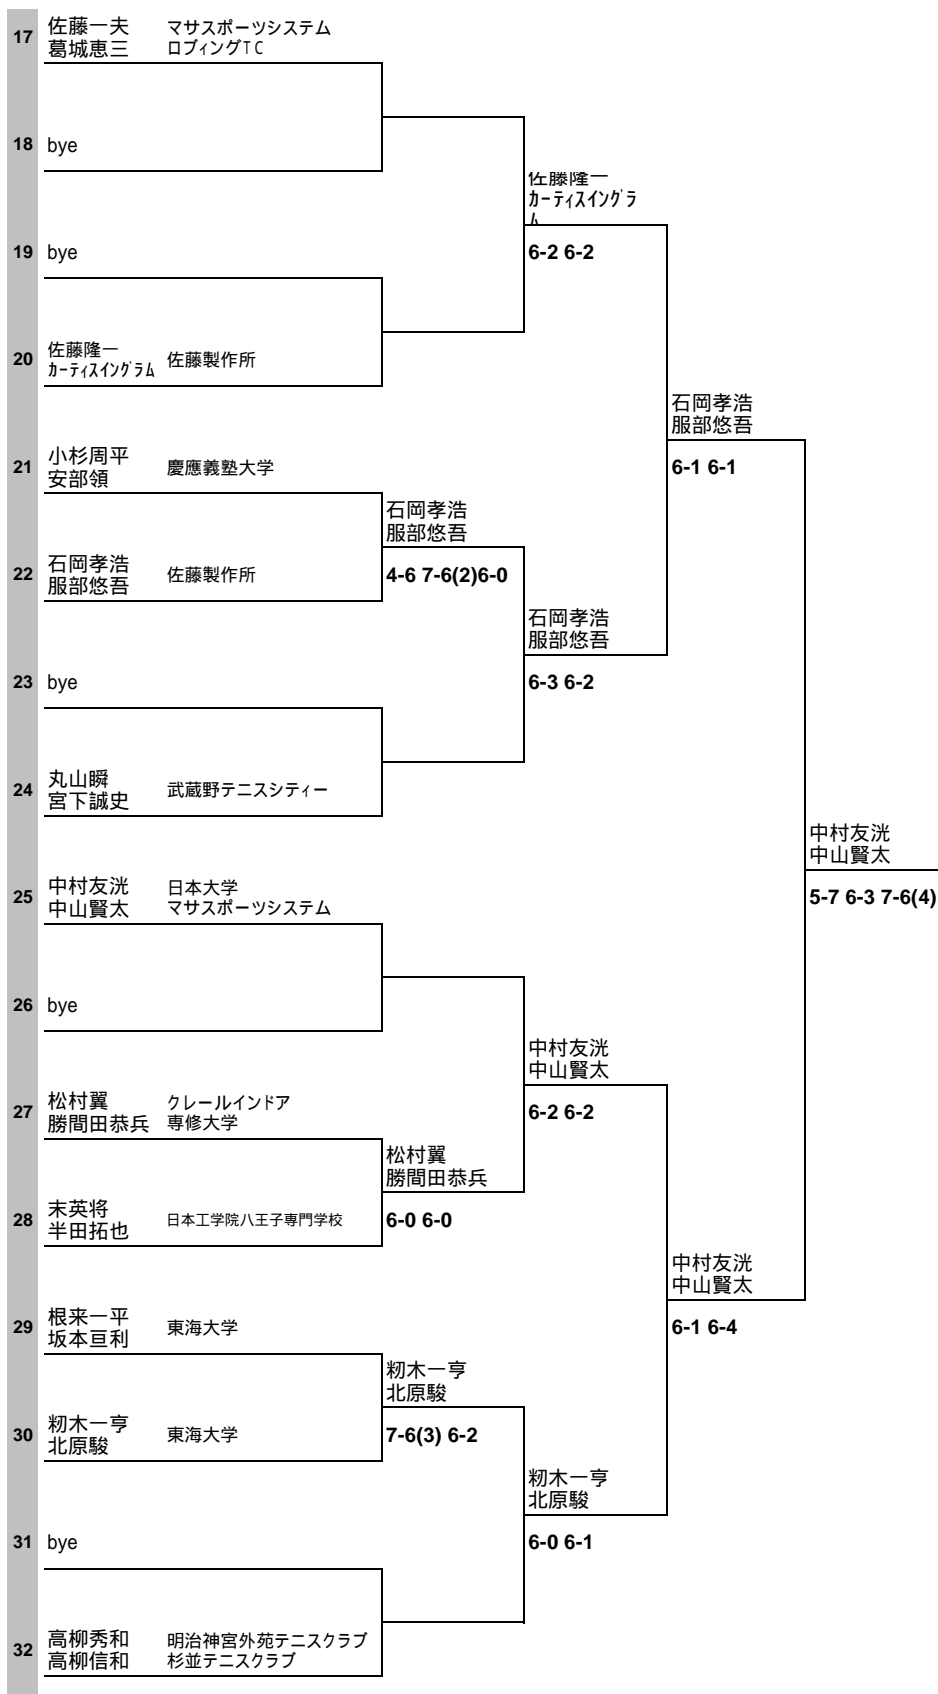 17 佐藤一夫 マサスポーツシステム
葛城恵三 ロブィングTC
18 bye
佐藤隆一
カーティスイングラ
ム
19 bye
6-2 6-2
20 佐藤隆一 佐藤製作所
カーティスイングラム
石岡孝浩
服部悠吾
21 小杉周平 慶應義塾大学
安部領
6-1 6-1
石岡孝浩
服部悠吾
22 石岡孝浩 佐藤製作所
服部悠吾
4-6 7-6(2)6-0
石岡孝浩
服部悠吾
23 bye
6-3 6-2
24 丸山瞬 武蔵野テニスシティー
宮下誠史
中村友洸
中山賢太
25 中村友洸 日本大学
中山賢太 マサスポーツシステム
5-7 6-3 7-6(4)
26 bye
中村友洸
中山賢太
27 松村翼 クレールインドア
勝間田恭兵 専修大学
6-2 6-2
松村翼
勝間田恭兵
28 末英将 日本工学院八王子専門学校
半田拓也
6-0 6-0
中村友洸
中山賢太
29 根来一平 東海大学
坂本亘利
6-1 6-4
籾木一亨
北原駿
30 籾木一亨 東海大学
北原駿
7-6(3) 6-2
籾木一亨
北原駿
31 bye
6-0 6-1
32 高柳秀和 明治神宮外苑テニスクラブ
高柳信和 杉並テニスクラブ